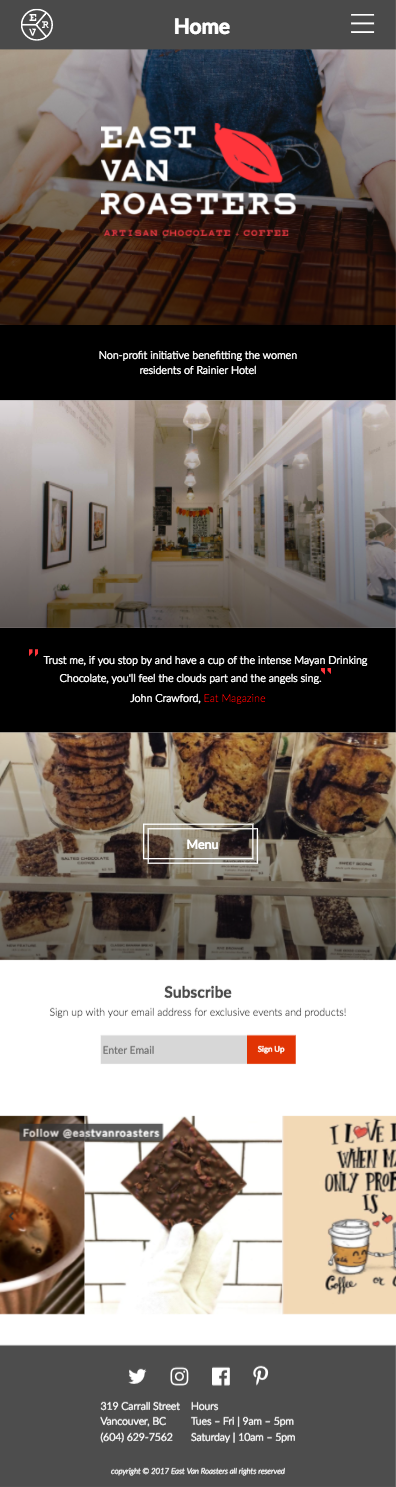 E
R
V
Home
EAST
VAN
ROASTERS
ARTISAN CHOCOLATE - COFFEE
Non-profit initiative benefitting the women
residents of Rainier Hotel
" Trust me, if you stop by and have a cup of the intense Mayan Drinking
Chocolate, you'll feel the clouds part and the angels sing."
John Crawford, Eat Magazine
SALTED CHOCOLATE
Menu
Subscribe
Sign up with your email address for exclusive events and products!
Enter Email
Sign Up
Follow @eastvanroasters
I L♥VE
WHEN
ONLY
IS
Coffee or
319 Carrall Street
Vancouver, BC
(604) 629-7562
Hours
Tues – Fri | 9am – 5pm
Saturday | 10am – 5pm
copyright © 2017 East Van Roasters all rights reserved